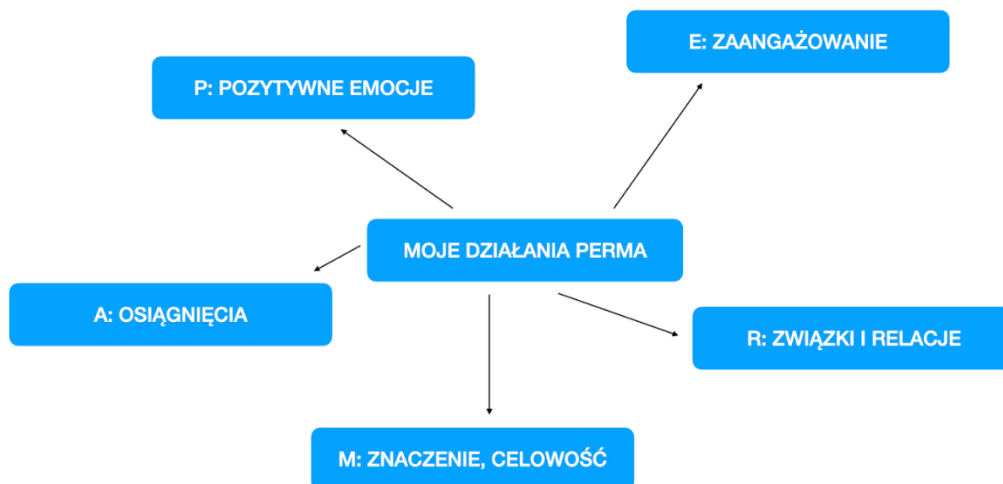 E: ZAANGAŻOWANIE
P: POZYTYWNE EMOCJE
MOJE DZIAŁANIA PERMA
A: OSIĄGNIĘCIA
R: ZWIĄZKI I RELACJE
M: ZNACZENIE, CELOWOŚĆ